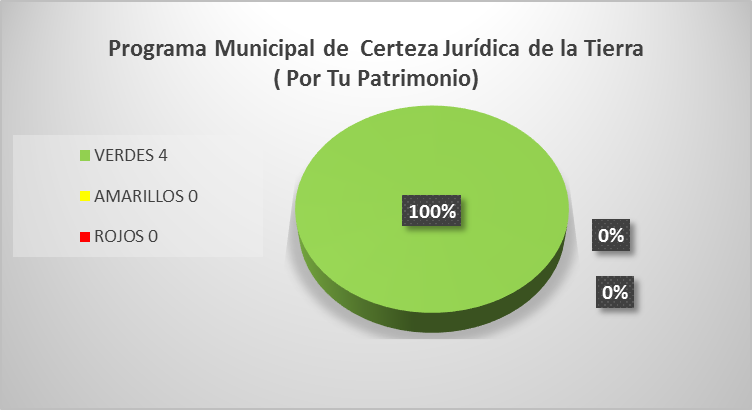 Programa Municipal de Certeza Jurídica de la Tierra
( Por Tu Patrimonio)
VERDES 4
AMARILLOS 0
ROJOS 0
100%
0%
0%